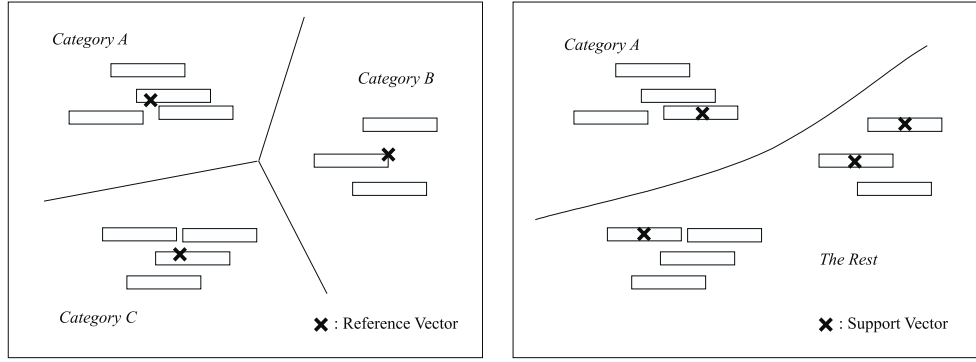 Category A
Category B
Category C
: Reference Vector
Category A
The Rest
: Support Vector